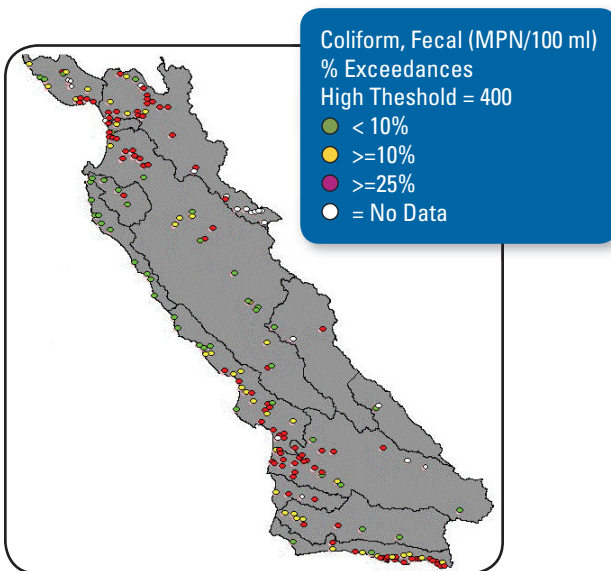 Coliform, Fecal (MPN/100 ml)
% Exceedances
High Theshold = 400
< 10%
>=10%
>=25%
= No Data